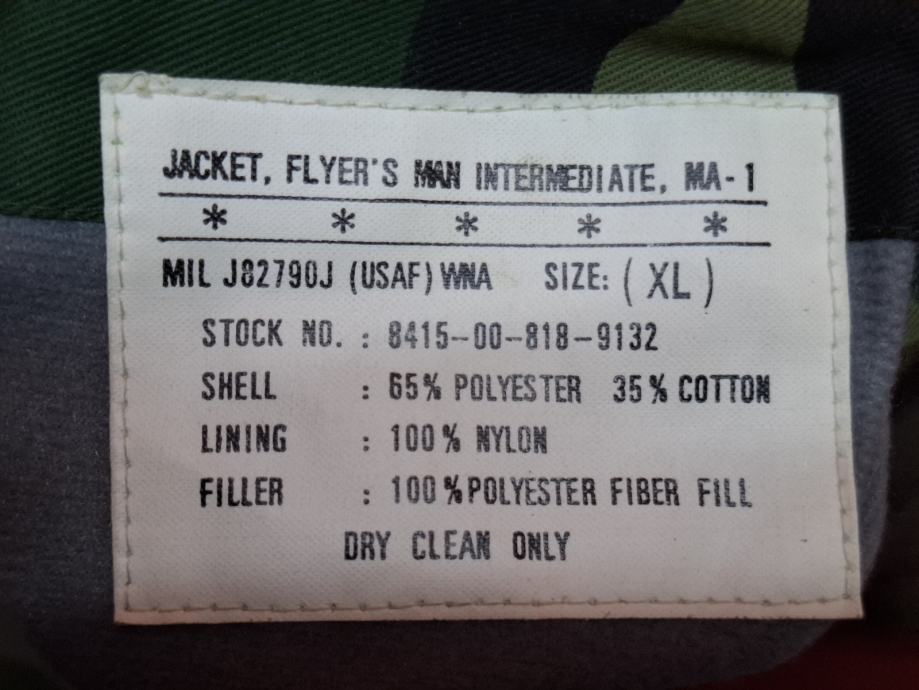 JACKET, FLYER'S MAN INTERMEDIATE, MA-1
* * * * *
MIL J82790J (USAF) WNA SIZE: (XL)
STOCK NO. : 8415-00-818-9132
SHELL : 65% POLYESTER 35% COTTON
LINING : 100% NYLON
FILLER : 100% POLYESTER FIBER FILL
DRY CLEAN ONLY